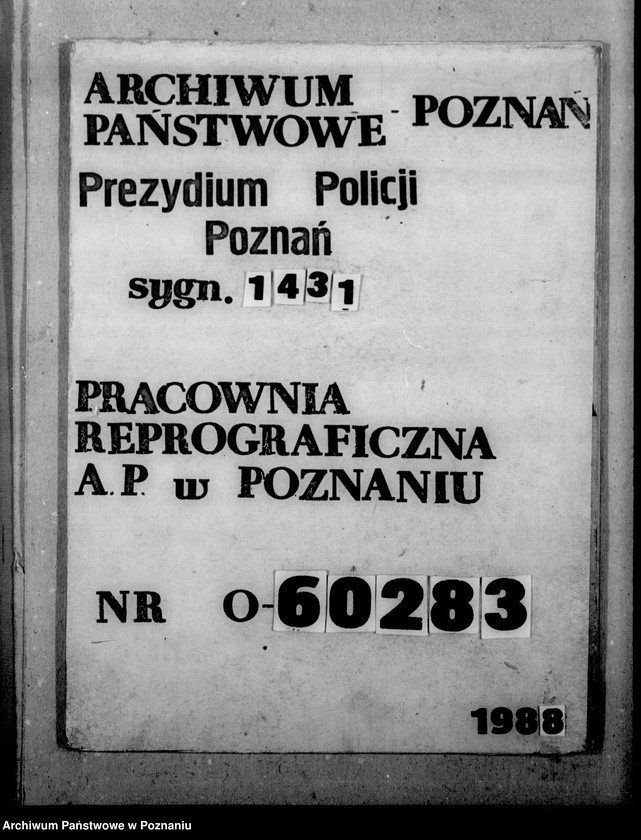 ARCHIWUM
PAŃSTWOWE - POZNAŃ
Prezydium Policji
Poznań
sygn. 1431
PRACOWNIA
REPROGRAFICZNA
A.P. w POZNANIU
NR O-60283
1988
Archiwum Państwowe w Poznaniu